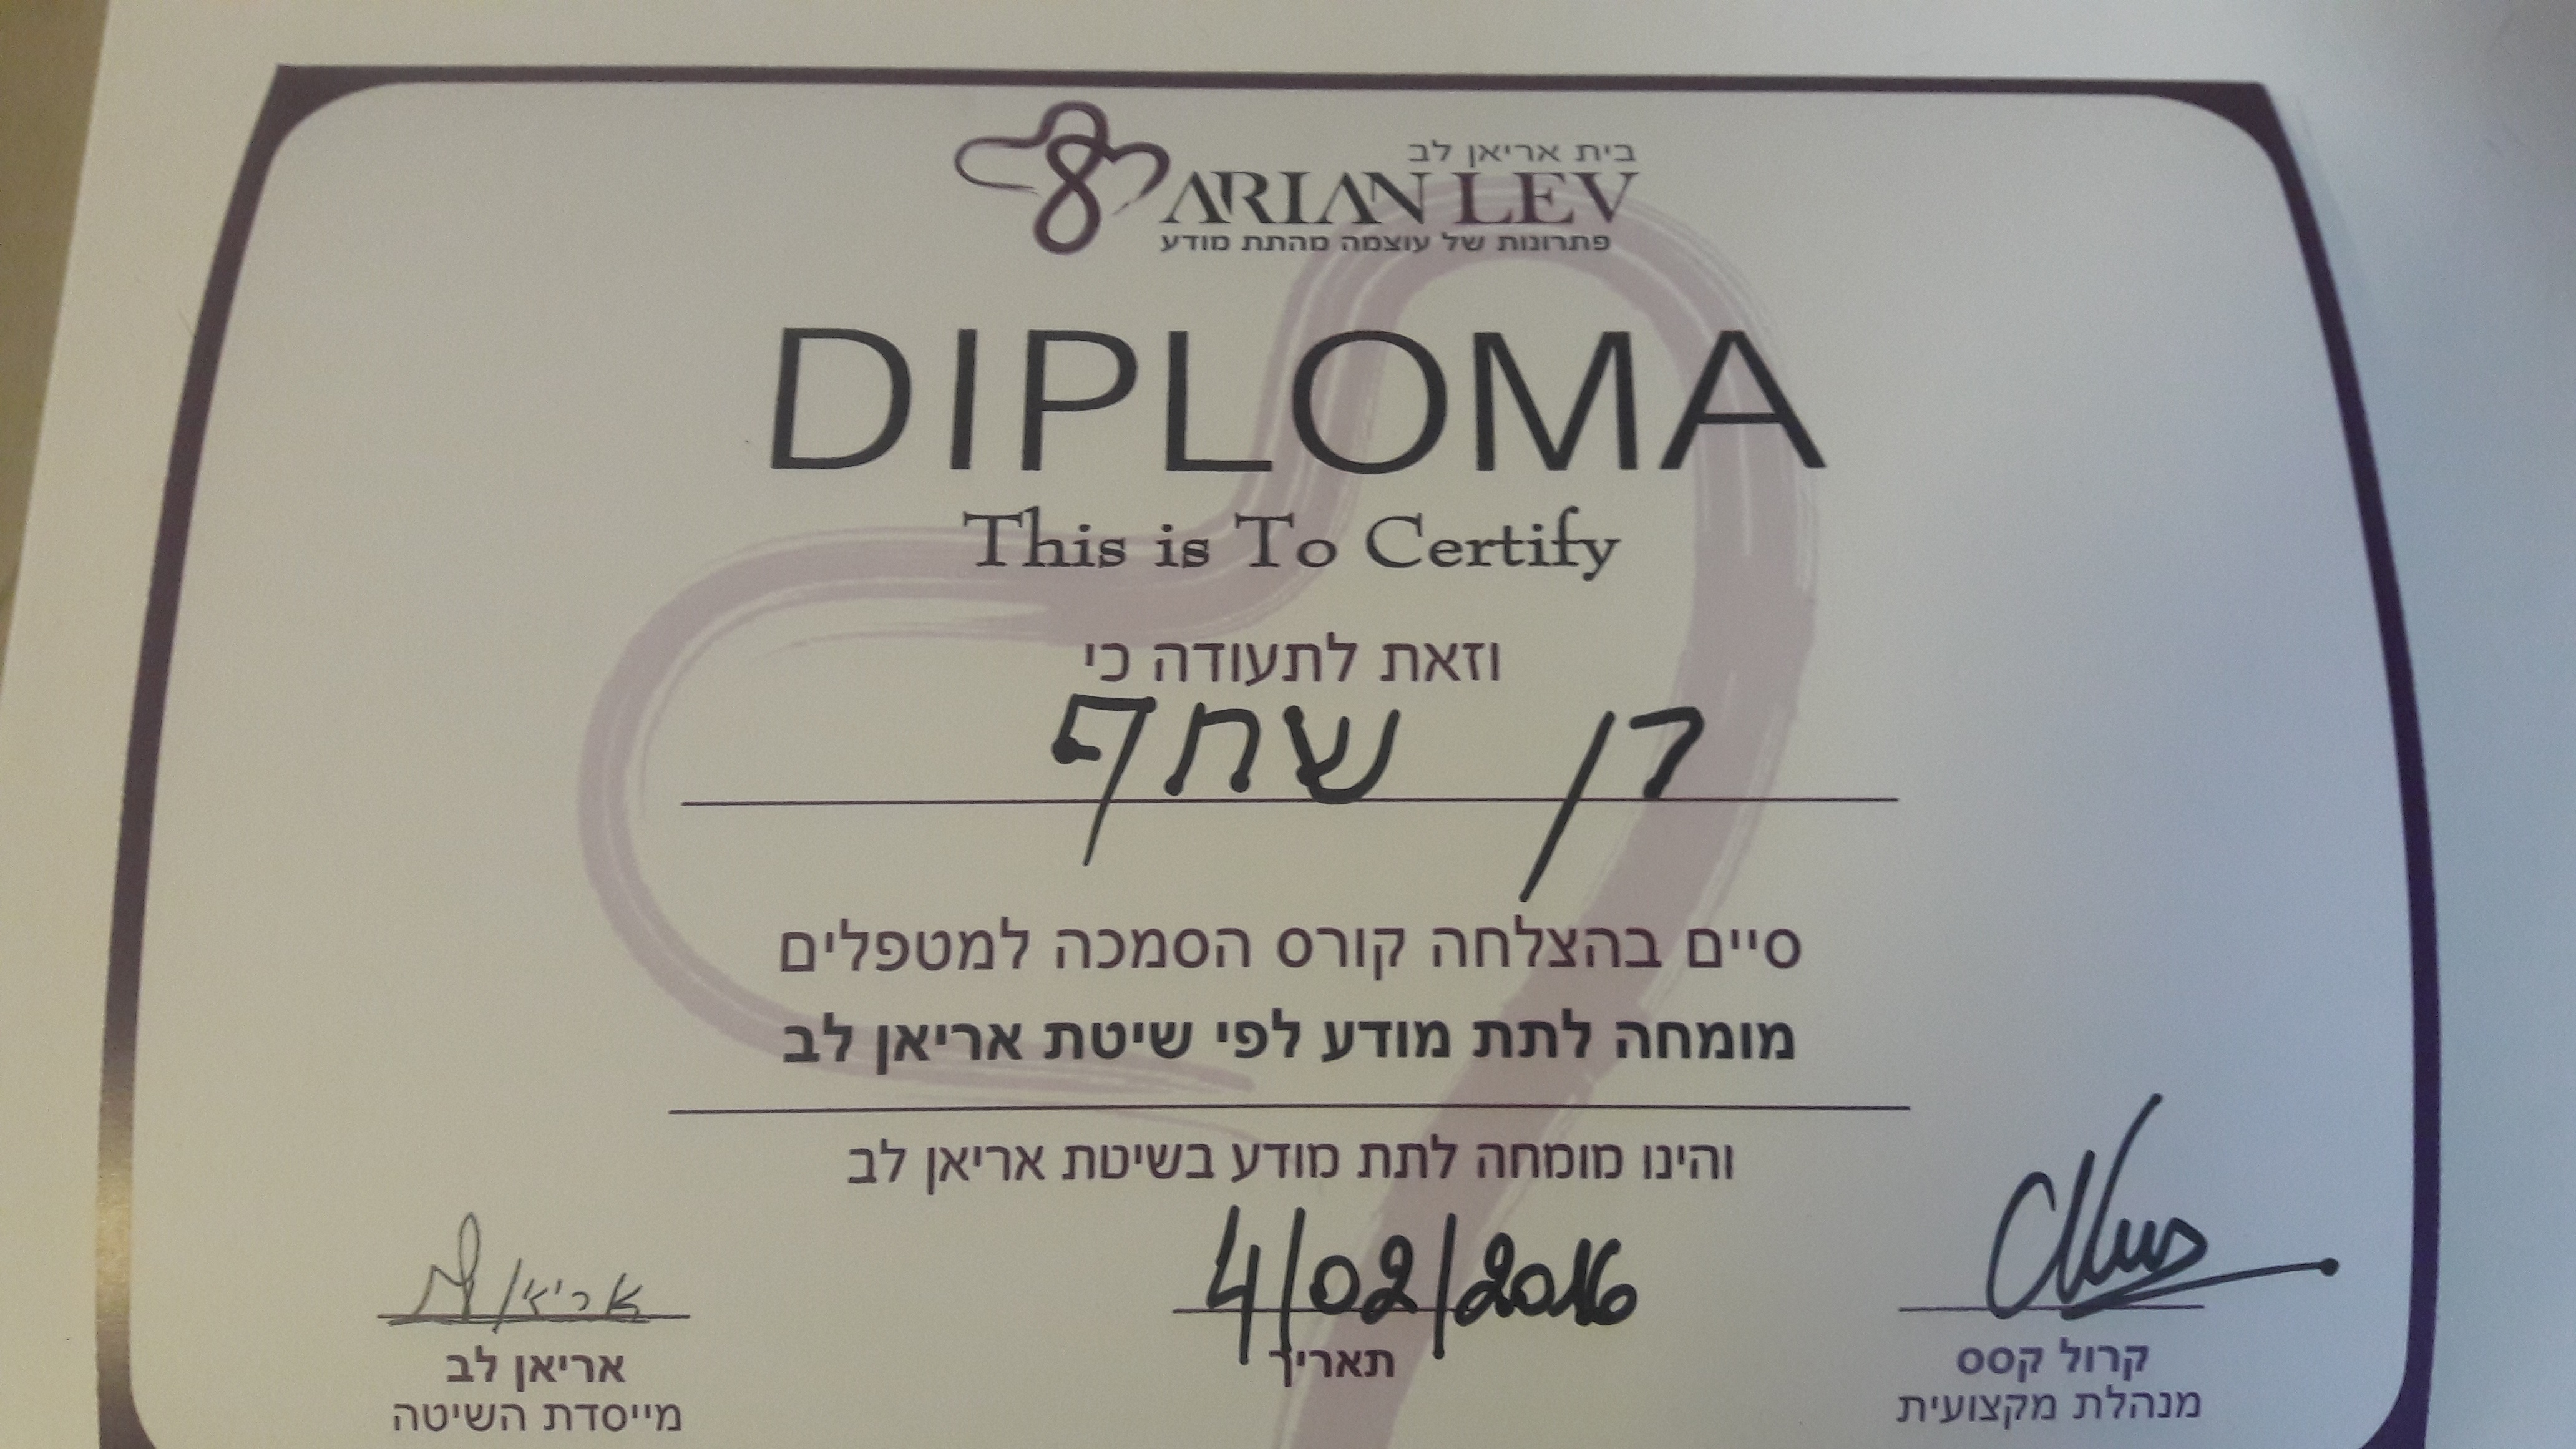 בית אריאן לב
ARIAN LEV
פתרונות של עוצמה מהתת מודע
DIPLOMA
This is To Certify
וזאת לתעודה כי
רן שחף
סיים בהצלחה קורס הסמכה למטפלים
מומחה לתת מודע לפי שיטת אריאן לב
והינו מומחה לתת מודע בשיטת אריאן לב
4/02/2016
תאריך
קרול קסס
מנהלת מקצועית
אריאן
אריאן לב
מייסדת השיטה